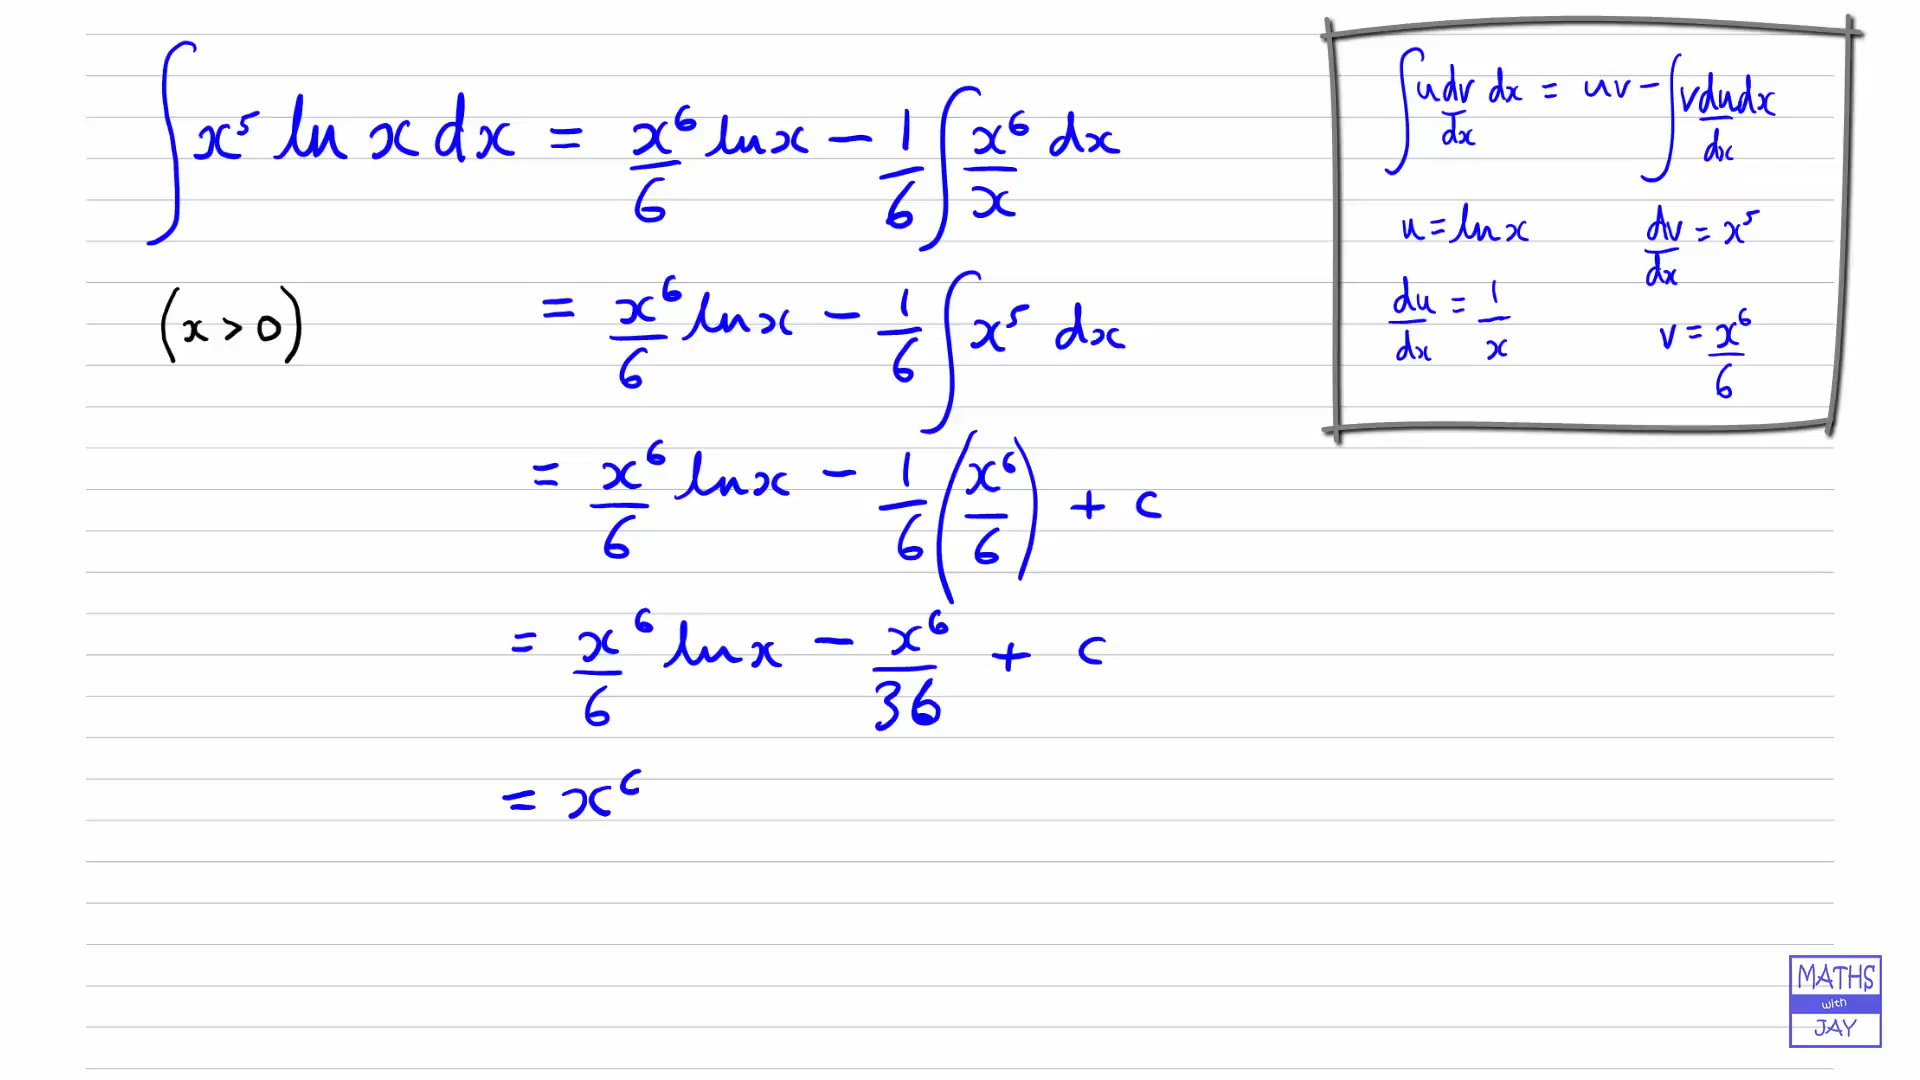 ∫ x⁵ ln x dx = x⁶/6 ln x − 1/6 ∫ x⁶/x dx
(x > 0)
= x⁶/6 ln x − 1/6 ∫ x⁵ dx
= x⁶/6 ln x − 1/6 (x⁶/6) + c
= x⁶/6 ln x − x⁶/36 + c
= x⁶
∫ u dv/dx dx = uv − ∫ v du/dx dx
u = ln x dv/dx = x⁵
du/dx = 1/x v = x⁶/6
MATHS
with
JAY